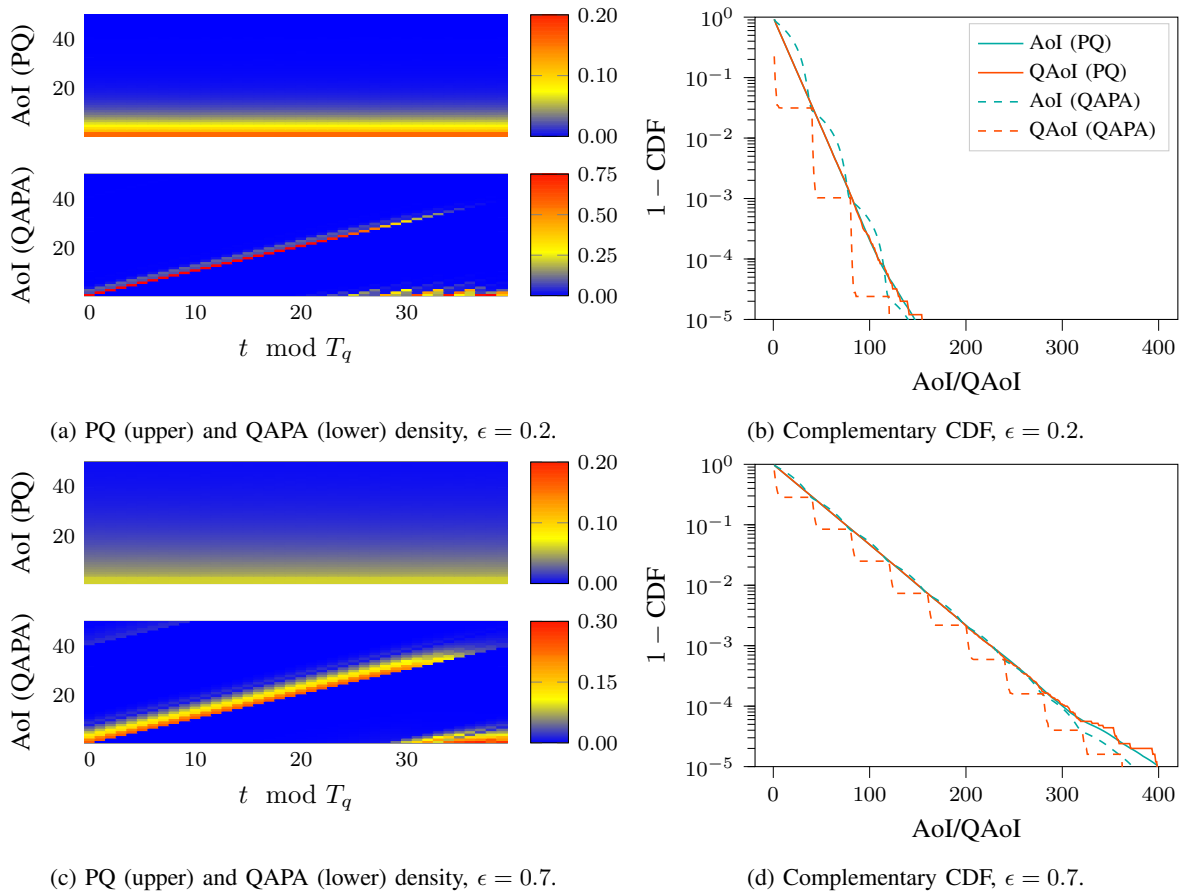 AoI (PQ)
40
20
0.20
0.10
0.00
AoI (QAPA)
40
20
0.75
0.50
0.25
0.00
0
10
20
30
t mod T_q
(a) PQ (upper) and QAPA (lower) density, ϵ = 0.2.
1 − CDF
10^0
10^−1
10^−2
10^−3
10^−4
10^−5
AoI (PQ)
QAoI (PQ)
AoI (QAPA)
QAoI (QAPA)
0
100
200
300
400
AoI/QAoI
(b) Complementary CDF, ϵ = 0.2.
AoI (PQ)
40
20
0.20
0.10
0.00
AoI (QAPA)
40
20
0.30
0.15
0.00
0
10
20
30
t mod T_q
(c) PQ (upper) and QAPA (lower) density, ϵ = 0.7.
1 − CDF
10^0
10^−1
10^−2
10^−3
10^−4
10^−5
0
100
200
300
400
AoI/QAoI
(d) Complementary CDF, ϵ = 0.7.